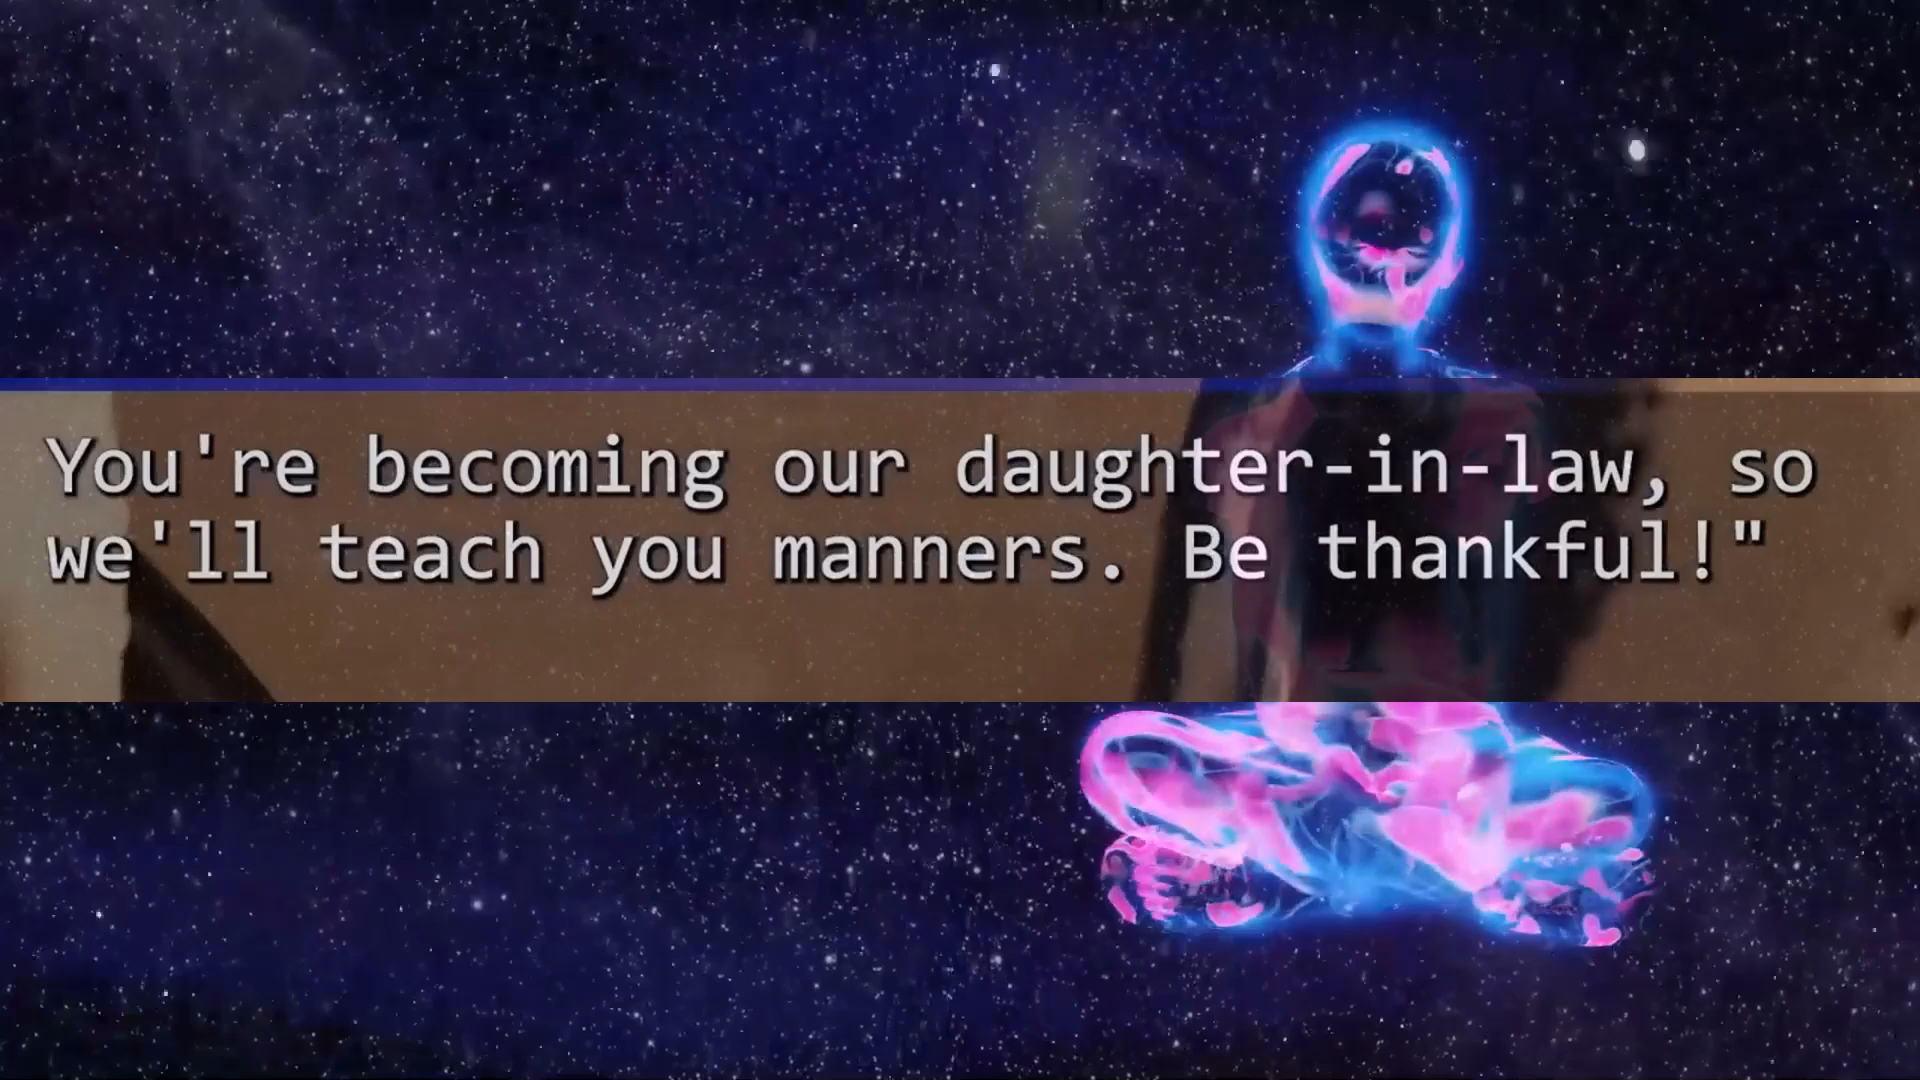 You're becoming our daughter-in-law, so
we'll teach you manners. Be thankful!"